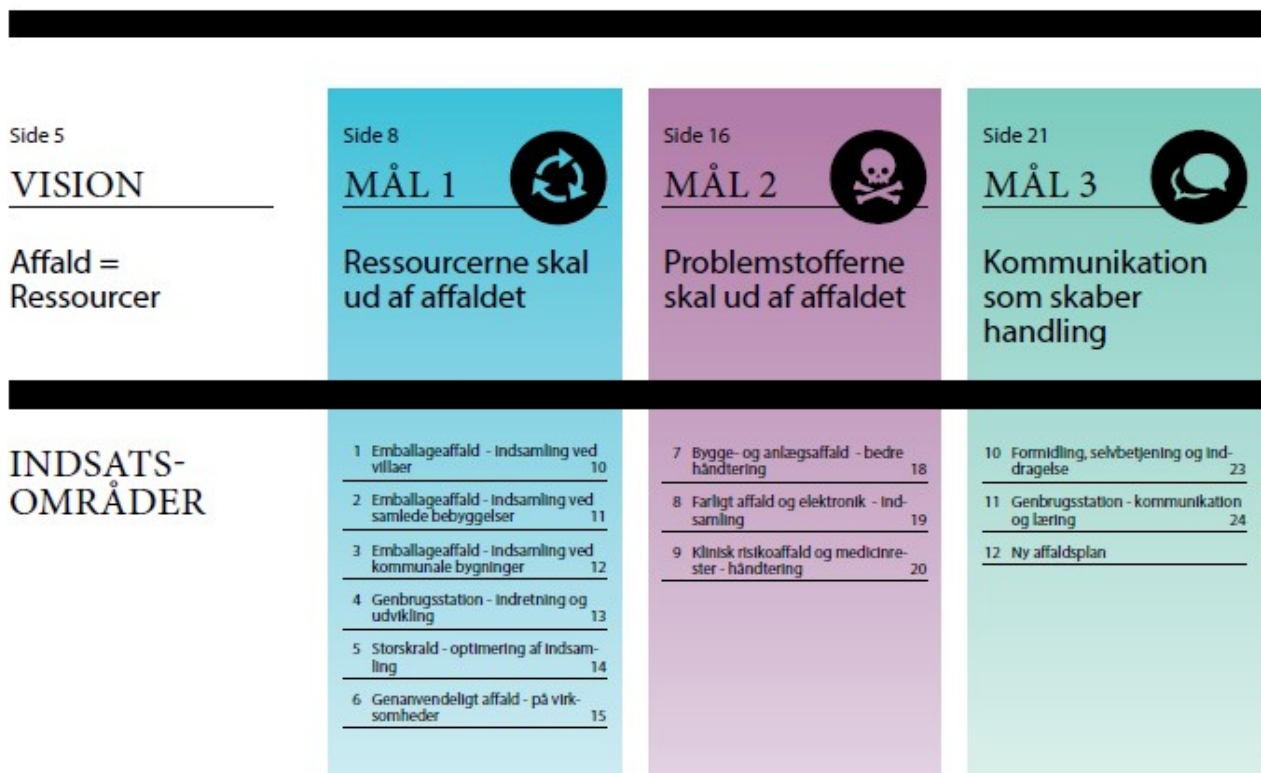 Side 5
VISION
Affald =
Ressourcer
Side 8
MÅL 1
Ressourcerne skal
ud af affaldet
Side 16
MÅL 2
Problemstofferne
skal ud af affaldet
Side 21
MÅL 3
Kommunikation
som skaber
handling
INDSATS-
OMRÅDER
1 Emballageaffald - indsamling ved
villaer 10
2 Emballageaffald - indsamling ved
samlede bebyggelser 11
3 Emballageaffald - indsamling ved
kommunale bygninger 12
4 Genbrugsstation - indretning og
udvikling 13
5 Storskrald - optimering af indsam-
ling 14
6 Genanvendeligt affald - på virk-
somheder 15
7 Bygge- og anlægsaffald - bedre
håndtering 18
8 Farligt affald og elektronik - ind-
samling 19
9 Klinisk risikoaffald og medicinre-
ster - håndtering 20
10 Formidling, selvbetjening og ind-
dragelse 23
11 Genbrugsstation - kommunikation
og læring 24
12 Ny affaldsplan